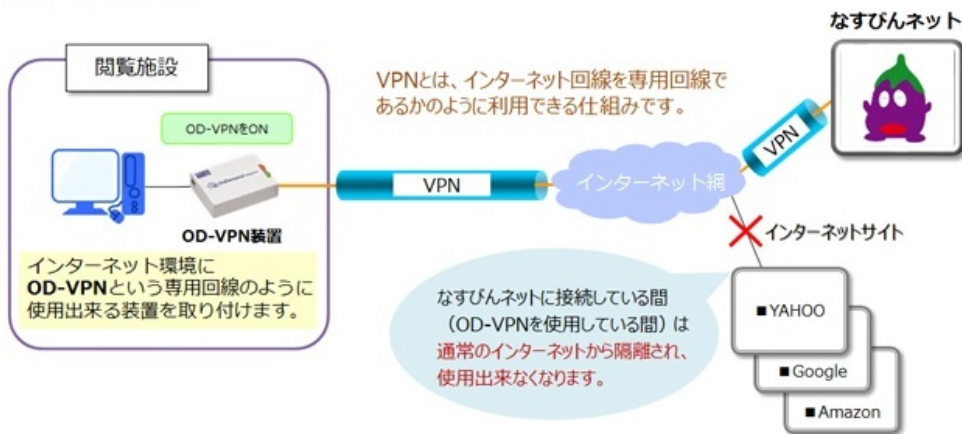 なすびんネット
閲覧施設
VPNとは、インターネット回線を専用回線で
あるかのように利用できる仕組みです。
OD-VPNをON
VPN
VPN
インターネット網
OD-VPN装置
インターネットサイト
インターネット環境に
OD-VPNという専用回線のように
使用出来る装置を取り付けます。
なすびんネットに接続している間
（OD-VPNを使用している間）は
通常のインターネットから隔離され、
使用出来なくなります。
■YAHOO
■Google
■Amazon